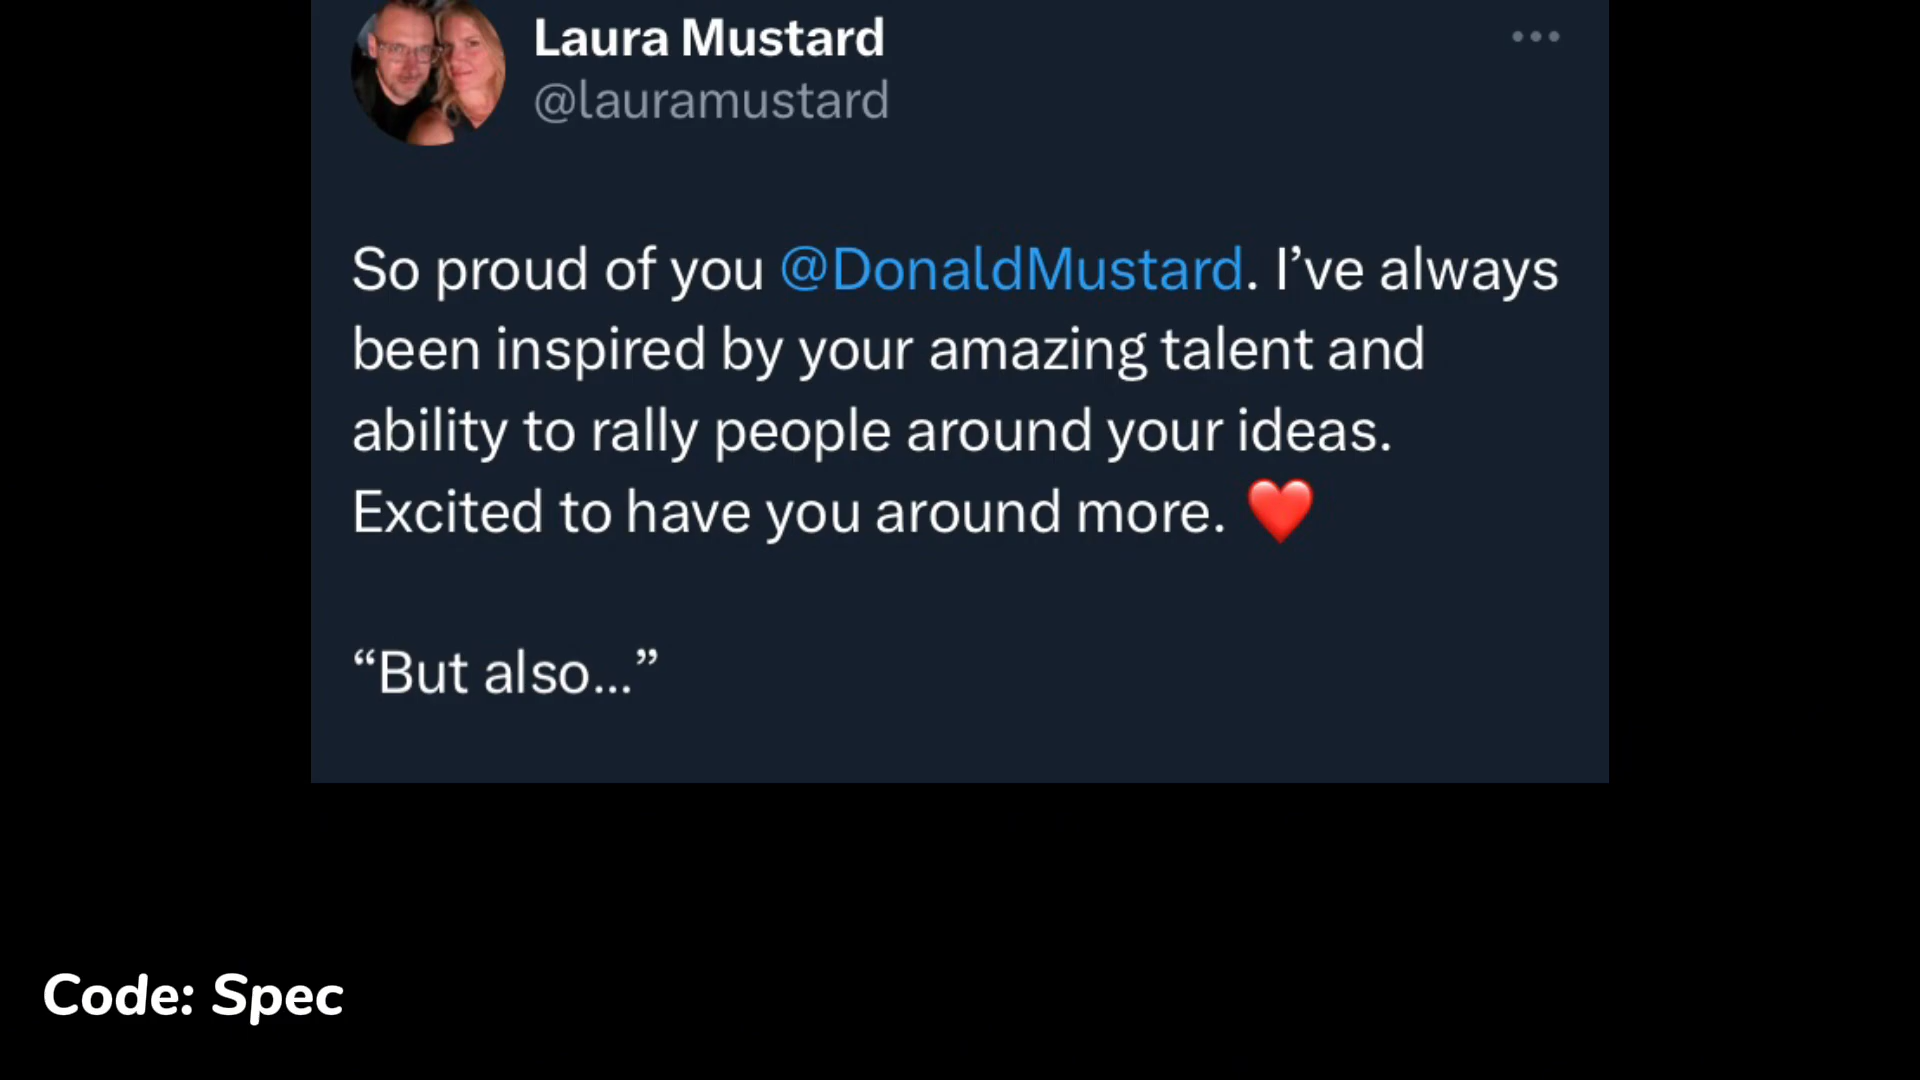 Laura Mustard
@lauramustard
So proud of you @DonaldMustard. I’ve always
been inspired by your amazing talent and
ability to rally people around your ideas.
Excited to have you around more. ❤️
“But also...”
Code: Spec